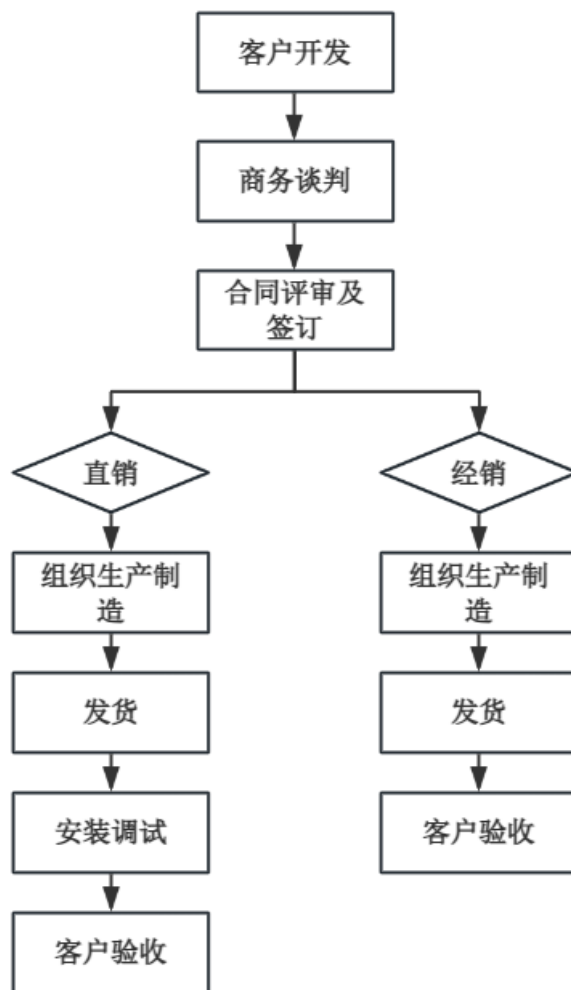 客户开发
商务谈判
合同评审及
签订
直销
经销
组织生产制
造
组织生产制
造
发货
发货
安装调试
客户验收
客户验收